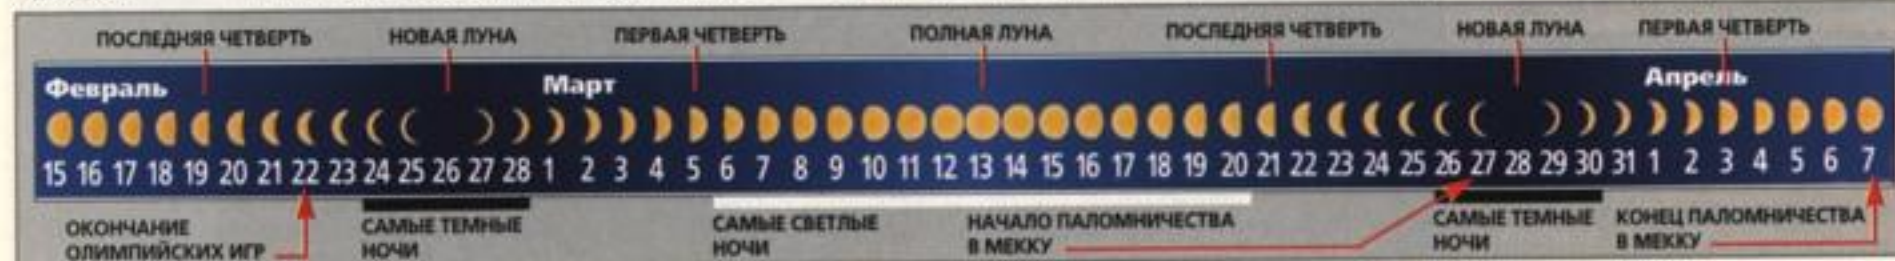 ПОСЛЕДНЯЯ ЧЕТВЕРТЬ НОВАЯ ЛУНА ПЕРВАЯ ЧЕТВЕРТЬ ПОЛНАЯ ЛУНА ПОСЛЕДНЯЯ ЧЕТВЕРТЬ НОВАЯ ЛУНА ПЕРВАЯ ЧЕТВЕРТЬ
Февраль Март Апрель
15 16 17 18 19 20 21 22 23 24 25 26 27 28 1 2 3 4 5 6 7 8 9 10 11 12 13 14 15 16 17 18 19 20 21 22 23 24 25 26 27 28 29 30 31 1 2 3 4 5 6 7
ОКОНЧАНИЕ
ОЛИМПИЙСКИХ ИГР
САМЫЕ ТЕМНЫЕ
НОЧИ
САМЫЕ СВЕТЛЫЕ
НОЧИ
НАЧАЛО ПАЛОМНИЧЕСТВА
В МЕККУ
САМЫЕ ТЕМНЫЕ
НОЧИ
КОНЕЦ ПАЛОМНИЧЕСТВА
В МЕККУ